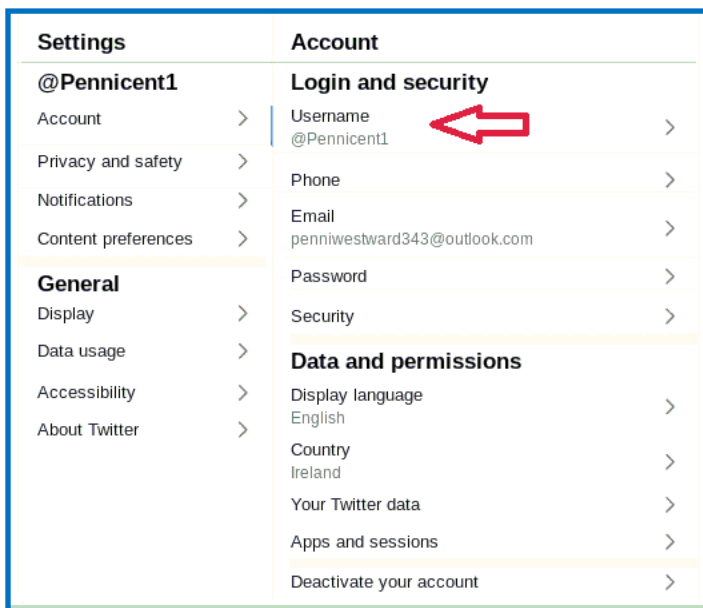 Settings
@Pennicent1
Account
Privacy and safety
Notifications
Content preferences
General
Display
Data usage
Accessibility
About Twitter
Account
Login and security
Username
@Pennicent1
Phone
Email
penniwestward343@outlook.com
Password
Security
Data and permissions
Display language
English
Country
Ireland
Your Twitter data
Apps and sessions
Deactivate your account